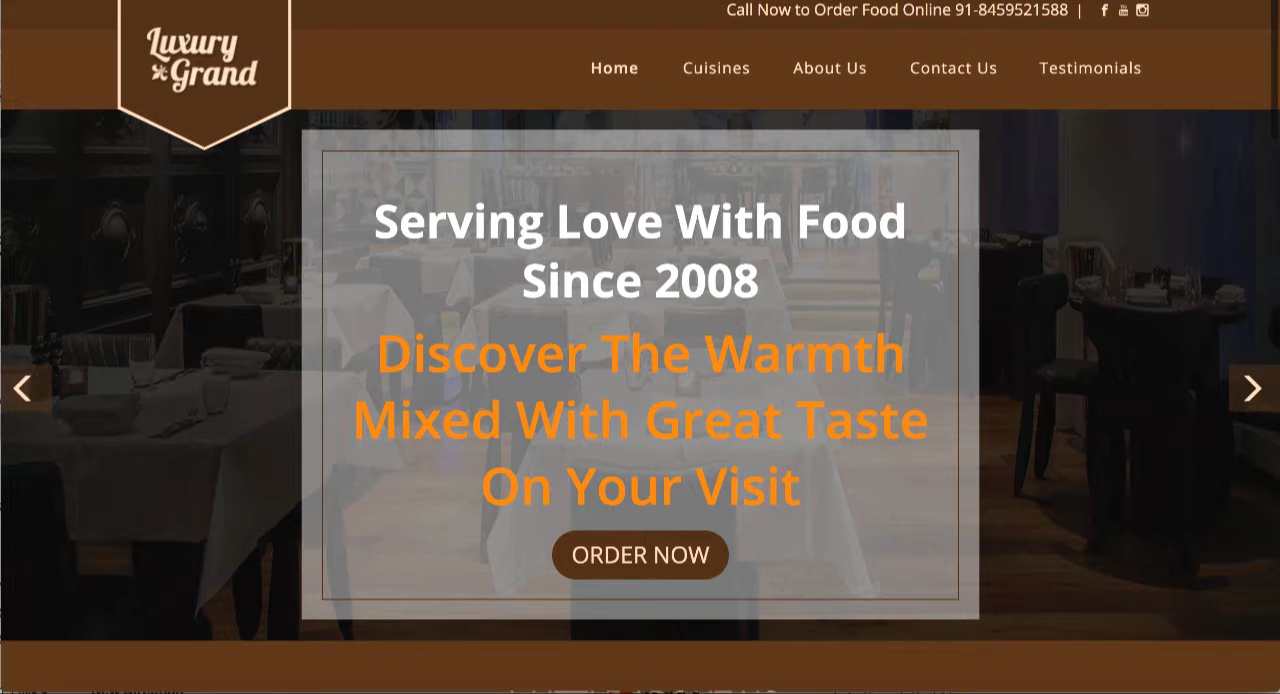 Call Now to Order Food Online 91-8459521588 |
Luxury
Grand
Home Cuisines About Us Contact Us Testimonials
Serving Love With Food
Since 2008
Discover The Warmth
Mixed With Great Taste
On Your Visit
ORDER NOW